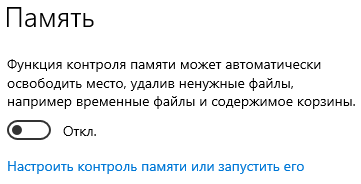 Память
Функция контроля памяти может автоматически
освободить место, удалив ненужные файлы,
например временные файлы и содержимое корзины.
Откл.
Настроить контроль памяти или запустить его